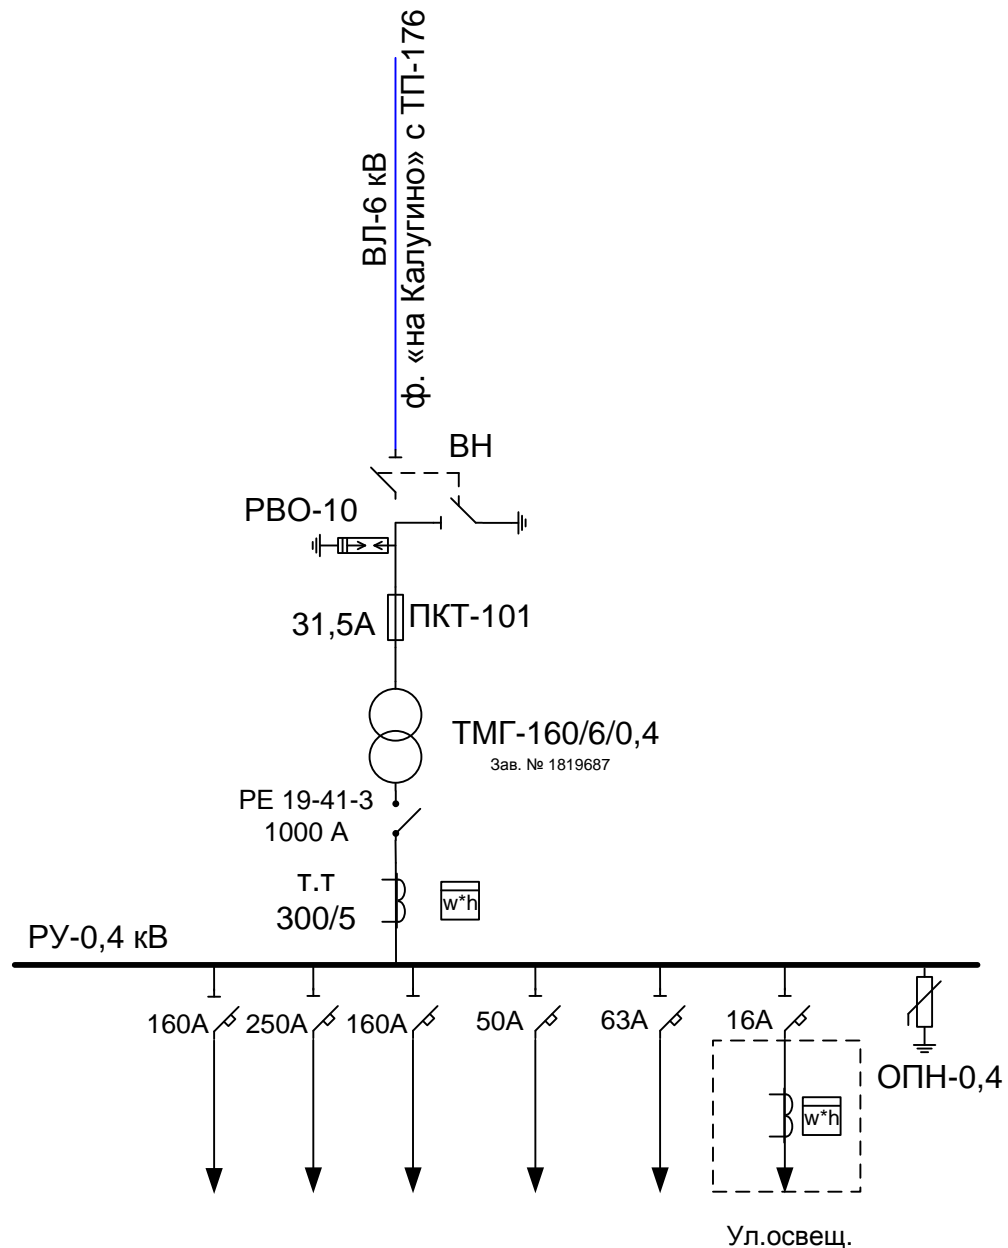 ВЛ-6 кВ
ф. «на Калугино» с ТП-176
ВН
РВО-10
31,5А
ПКТ-101
ТМГ-160/6/0,4
Зав. № 1819687
РЕ 19-41-3
1000 А
т.т
300/5
w*h
РУ-0,4 кВ
160А
250А
160А
50А
63А
16А
ОПН-0,4
w*h
Ул.освещ.